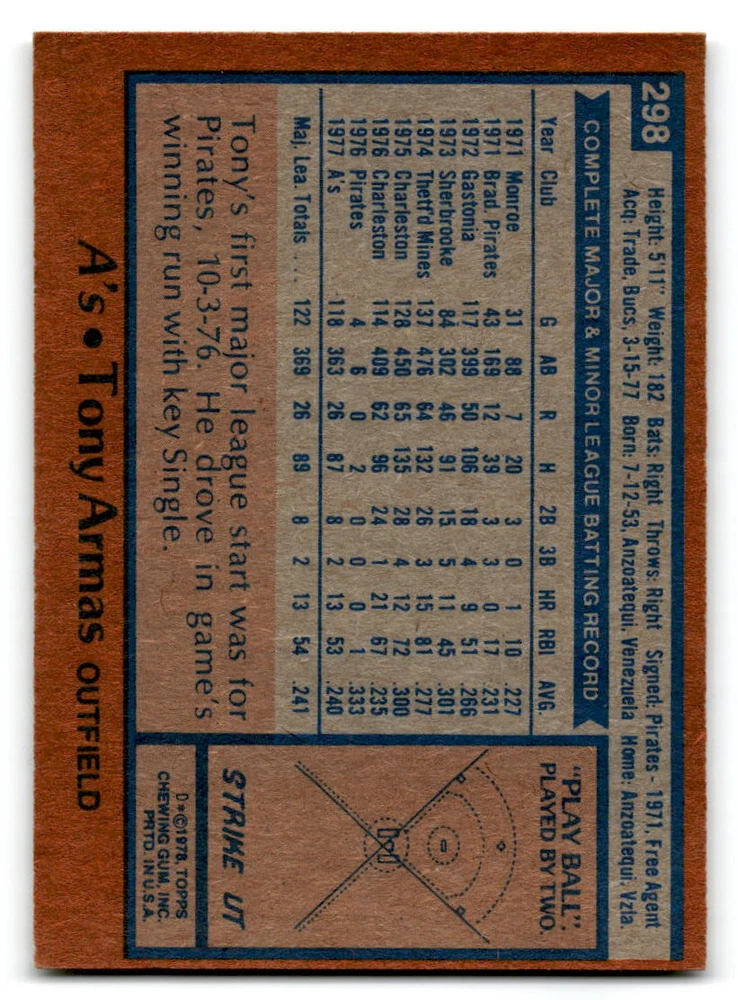 298
Height: 5'11" Weight: 182 Bats: Right Throws: Right Signed: Pirates - 1971, Free Agent
Acq: Trade, Bucs, 3-15-77 Born: 7-12-53, Anzoatequi, Venezuela Home: Anzoatequi, Vzla.
COMPLETE MAJOR & MINOR LEAGUE BATTING RECORD
Year Club G AB R H 2B 3B HR RBI AVG.
1971 Monroe 31 88 7 20 3 0 1 10 .227
1971 Brad. Pirates 43 169 12 39 3 3 0 17 .231
1972 Gastonia 117 399 50 106 18 4 9 51 .266
1973 Sherbrooke 84 302 46 91 15 5 11 45 .301
1974 Thetf'd Mines 137 476 64 132 26 3 15 81 .277
1975 Charleston 128 450 65 135 28 4 12 72 .300
1976 Charleston 114 409 62 96 24 1 21 67 .235
1976 Pirates 4 6 0 2 0 0 0 1 .333
1977 A's 118 363 26 87 8 2 13 53 .240
Maj. Lea. Totals . . . 122 369 26 89 8 2 13 54 .241
Tony's first major league start was for
Pirates, 10-3-76. He drove in game's
winning run with key Single.
"PLAY BALL".
PLAYED BY TWO.
STRIKE UT
D*©1978, TOPPS
CHEWING GUM, INC.
PRTD. IN U.S.A.
A's • Tony Armas OUTFIELD